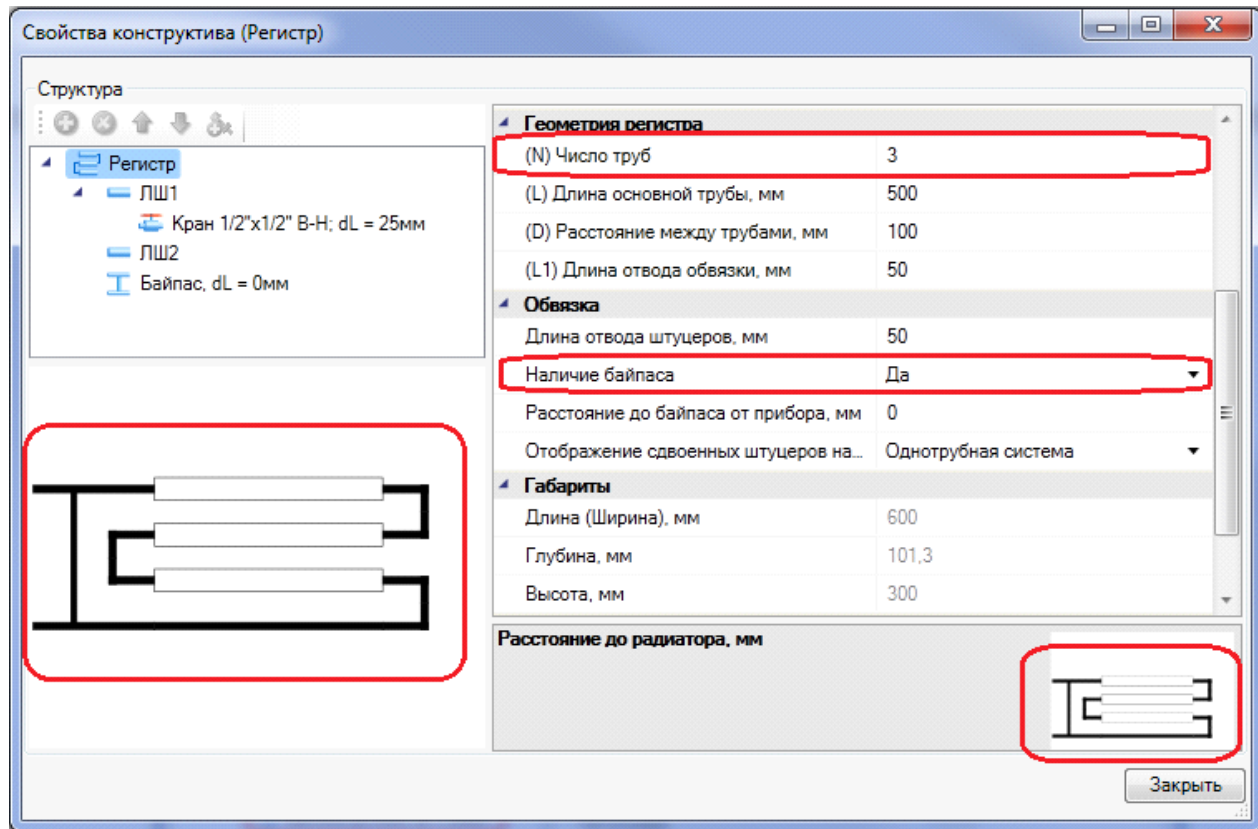 Свойства конструктива (Регистр)
Структура
Регистр
ЛШ1
Кран 1/2"x1/2" В-Н; dL = 25мм
ЛШ2
Байпас, dL = 0мм
Геометрия регистра
(N) Число труб 3
(L) Длина основной трубы, мм 500
(D) Расстояние между трубами, мм 100
(L1) Длина отвода обвязки, мм 50
Обвязка
Длина отвода штуцеров, мм 50
Наличие байпаса Да
Расстояние до байпаса от прибора, мм 0
Отображение сдвоенных штуцеров на... Однотрубная система
Габариты
Длина (Ширина), мм 600
Глубина, мм 101,3
Высота, мм 300
Расстояние до радиатора, мм
Закрыть